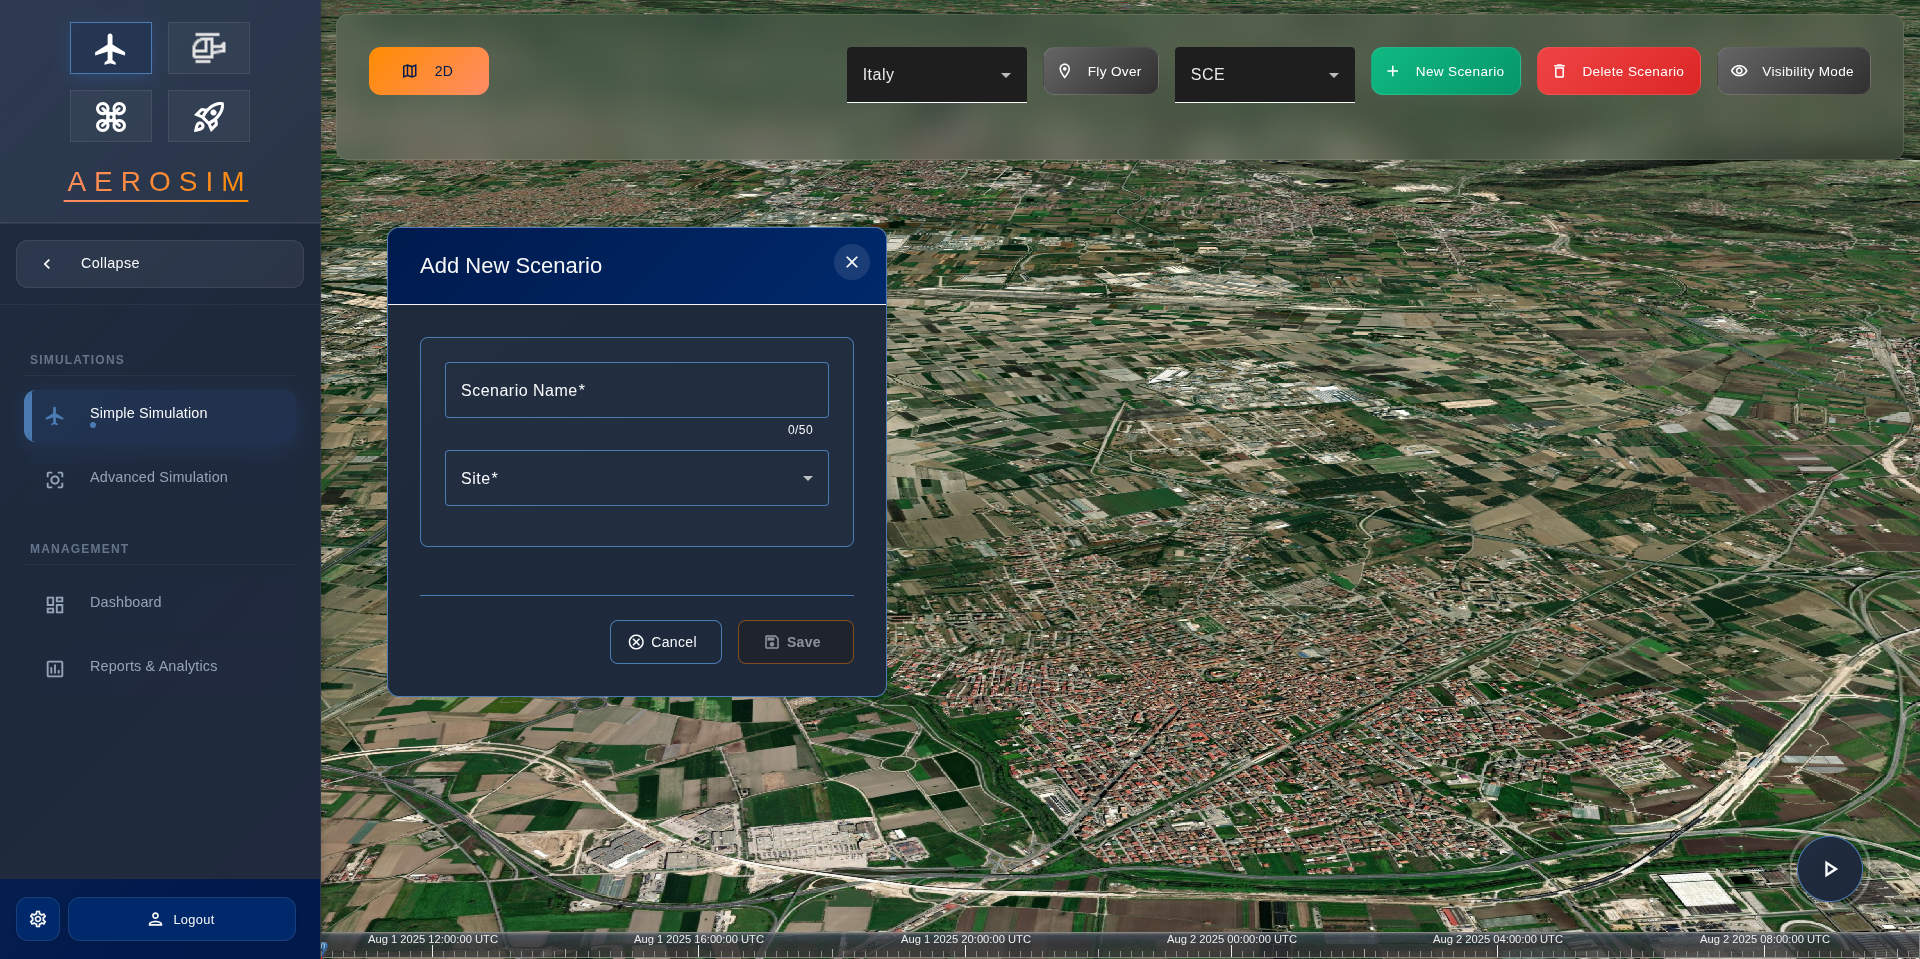 2D
Italy
Fly Over
SCE
New Scenario
Delete Scenario
Visibility Mode
AEROSIM
Collapse
SIMULATIONS
Simple Simulation
Advanced Simulation
MANAGEMENT
Dashboard
Reports & Analytics
Logout
Add New Scenario
Scenario Name*
0/50
Site*
Cancel
Save
Aug 1 2025 12:00:00 UTC
Aug 1 2025 16:00:00 UTC
Aug 1 2025 20:00:00 UTC
Aug 2 2025 00:00:00 UTC
Aug 2 2025 04:00:00 UTC
Aug 2 2025 08:00:00 UTC